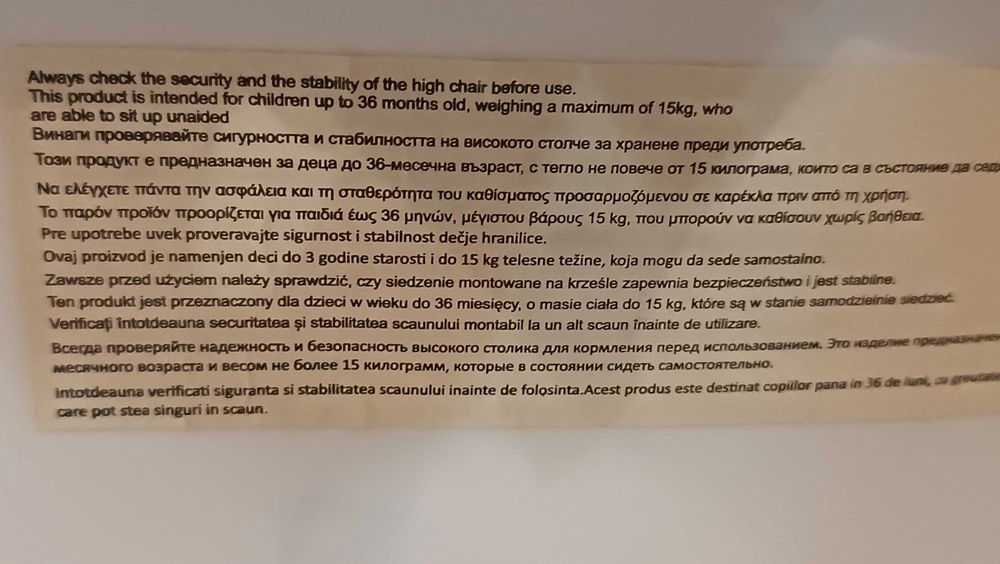 Always check the security and the stability of the high chair before use.
This product is intended for children up to 36 months old, weighing a maximum of 15kg, who
are able to sit up unaided
Винаги проверявайте сигурността и стабилността на високото столче за хранене преди употреба.
Този продукт е предназначен за деца до 36-месечна възраст, с тегло не повече от 15 килограма, които са в състояние да
Να ελέγχετε πάντα την ασφάλεια και τη σταθερότητα του καθίσματος προσαρμοζόμενου σε καρέκλα πριν από τη χρήση.
Το παρόν προϊόν προορίζεται για παιδιά έως 36 μηνών, μέγιστου βάρους 15 kg, που μπορούν να καθίσουν χωρίς βοήθεια.
Pre upotrebe uvek proveravajte sigurnost i stabilnost dečje hranilice.
Ovaj proizvod je namenjen deci do 3 godine starosti i do 15 kg telesne težine, koja mogu da sede samostalno.
Zawsze przed użyciem należy sprawdzić, czy siedzenie montowane na krześle zapewnia bezpieczeństwo i jest stabilne.
Ten produkt jest przeznaczony dla dzieci w wieku do 36 miesięcy, o masie ciała do 15 kg, które są w stanie samodzielnie siedzieć.
Verificați întotdeauna securitatea și stabilitatea scaunului montabil la un alt scaun înainte de utilizare.
Всегда проверяйте надежность и безопасность высокого столика для кормления перед использованием. Это изделие
месячного возраста и весом не более 15 килограмм, которые в состоянии сидеть самостоятельно.
Intotdeauna verificati siguranta si stabilitatea scaunului inainte de foloșinta.Acest produs este destinat copiilor pana in 36 de luni, cu
care pot stea singuri in scaun.